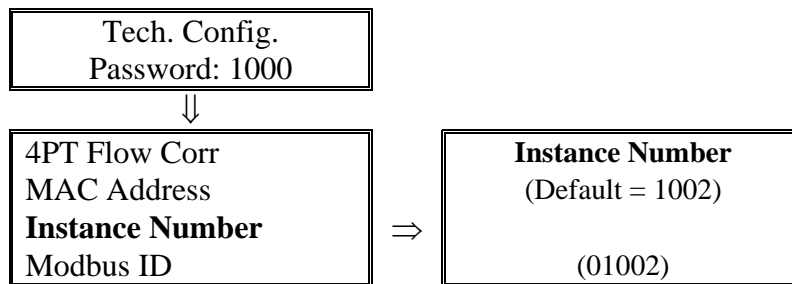 Tech. Config.
Password: 1000
⇓
4PT Flow Corr
MAC Address
Instance Number
Modbus ID
⇒
Instance Number
(Default = 1002)
(01002)